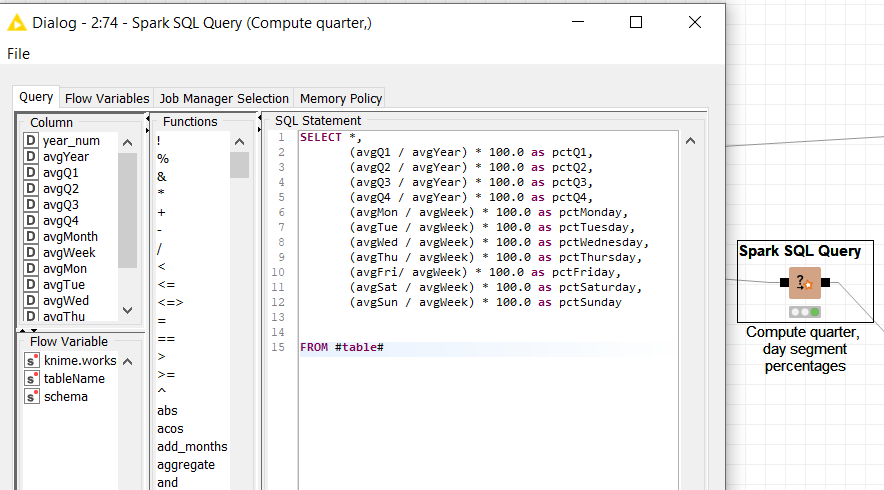 Dialog - 2:74 - Spark SQL Query (Compute quarter,)
File
Query Flow Variables Job Manager Selection Memory Policy
Column
D year_num
D avgYear
D avgQ1
D avgQ2
D avgQ3
D avgQ4
D avgMonth
D avgWeek
D avgMon
D avgTue
D avgWed
D avgThu
Flow Variable
s knime.works
s tableName
s schema
Functions
!
%
&
*
+
-
/
<
<=
<=>
=
==
>
>=
^
abs
acos
add_months
aggregate
and
SQL Statement
1 SELECT *,
2 (avgQ1 / avgYear) * 100.0 as pctQ1,
3 (avgQ2 / avgYear) * 100.0 as pctQ2,
4 (avgQ3 / avgYear) * 100.0 as pctQ3,
5 (avgQ4 / avgYear) * 100.0 as pctQ4,
6 (avgMon / avgWeek) * 100.0 as pctMonday,
7 (avgTue / avgWeek) * 100.0 as pctTuesday,
8 (avgWed / avgWeek) * 100.0 as pctWednesday,
9 (avgThu / avgWeek) * 100.0 as pctThursday,
10 (avgFri/ avgWeek) * 100.0 as pctFriday,
11 (avgSat / avgWeek) * 100.0 as pctSaturday,
12 (avgSun / avgWeek) * 100.0 as pctSunday
13
14
15 FROM #table#
Spark SQL Query
?
Compute quarter,
day segment
percentages